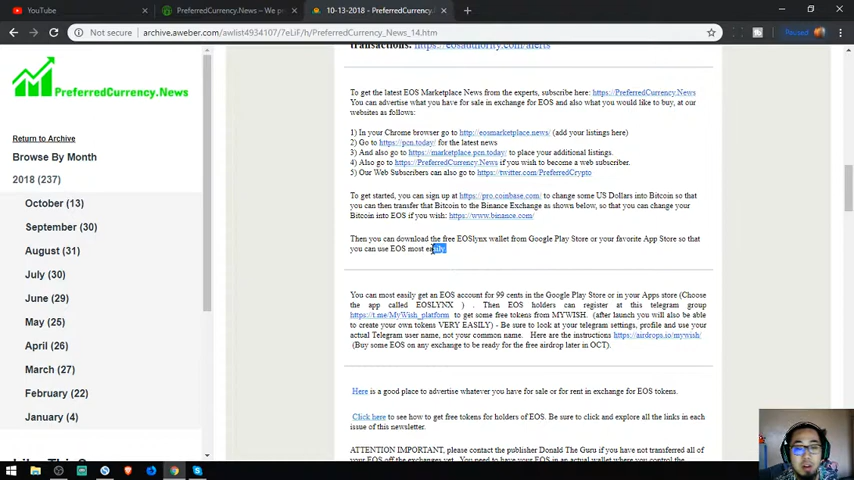 YouTube
PreferredCurrency.News – We p
10-13-2018 - PreferredCurrency.
Not secure
archive.aweber.com/awlist4934107/7eLiF/h/PreferredCurrency_News_14.htm
Paused
transactions. https://eosauthority.com/alerts
PreferredCurrency.News
Return to Archive
Browse By Month
2018 (237)
October (13)
September (30)
August (31)
July (30)
June (29)
May (25)
April (26)
March (27)
February (22)
January (4)
To get the latest EOS Marketplace News from the experts, subscribe here: https://PreferredCurrency.News
You can advertise what you have for sale in exchange for EOS and also what you would like to buy, at our
websites as follows:
1) In your Chrome browser go to http://eosmarketplace.news/ (add your listings here)
2) Go to https://pcn.today/ for the latest news
3) And also go to https://marketplace.pcn.today/ to place your additional listings.
4) Also go to https://PreferredCurrency.News if you wish to become a web subscriber.
5) Our Web Subscribers can also go to https://twitter.com/PreferredCrypto
To get started, you can sign up at https://pro.coinbase.com/ to change some US Dollars into Bitcoin so that
you can then transfer that Bitcoin to the Binance Exchange as shown below, so that you can change your
Bitcoin into EOS if you wish: https://www.binance.com/
Then you can download the free EOSlynx wallet from Google Play Store or your favorite App Store so that
you can use EOS most easily.
You can most easily get an EOS account for 99 cents in the Google Play Store or in your Apps store (Choose
the app called EOSLYNX ) . Then EOS holders can register at this telegram group
https://t.me/MyWish_platform to get some free tokens from MYWISH. (after launch you will also be able
to create your own tokens VERY EASILY) - Be sure to look at your telegram settings, profile and use your
actual Telegram user name, not your common name. Here are the instructions https://airdrops.io/mywish/
(Buy some EOS on any exchange to be ready for the free airdrop later in OCT).
Here is a good place to advertise whatever you have for sale or for rent in exchange for EOS tokens.
Click here to see how to get free tokens for holders of EOS. Be sure to click and explore all the links in each
issue of this newsletter.
ATTENTION IMPORTANT, please contact the publisher Donald The Guru if you have not transferred all of
your EOS off the exchanges yet. You need to have your EOS in an actual wallet where you control the